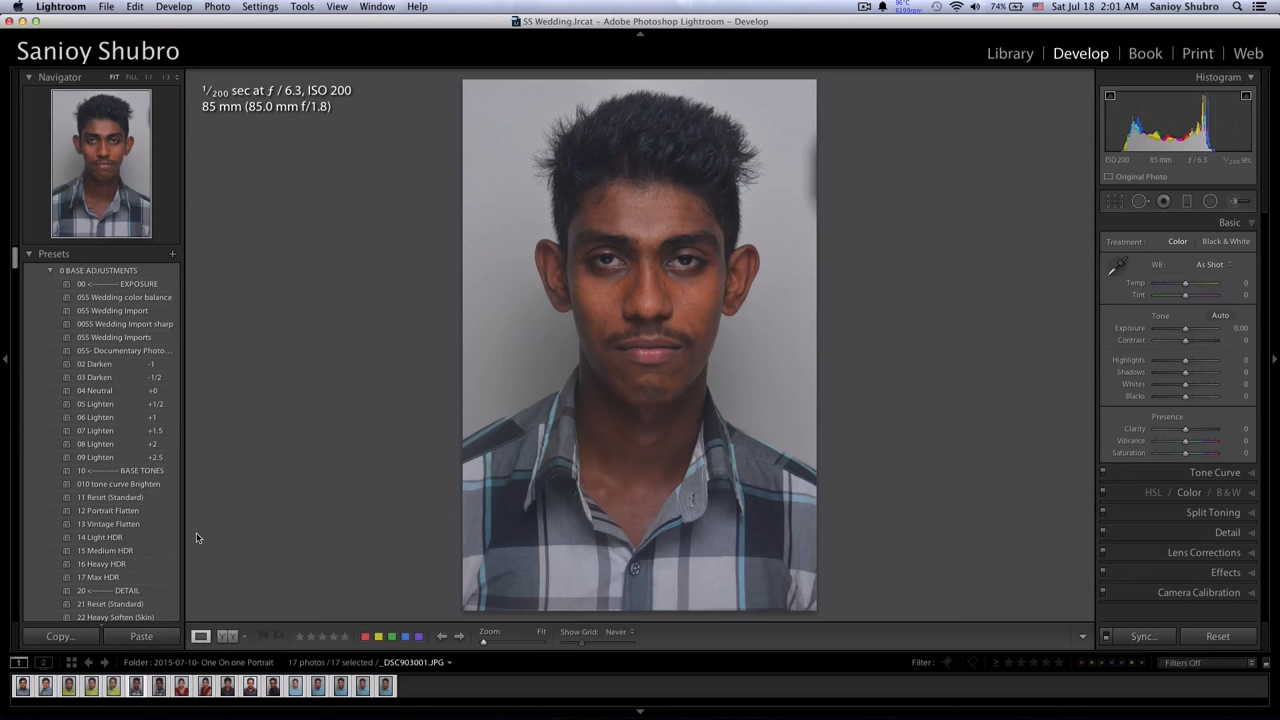 Lightroom File Edit Develop Photo Settings Tools View Window Help 96°C 6199rpm 74% Sat Jul 18 2:01 AM Sanioy Shubro
SS Wedding.lrcat – Adobe Photoshop Lightroom – Develop
Sanioy Shubro
Library | Develop | Book | Print | Web
Navigator FIT FILL 1:1 1:3
Histogram
1/200 sec at ƒ / 6.3, ISO 200
85 mm (85.0 mm f/1.8)
ISO 200 85 mm ƒ / 6.3 1/200 sec
Original Photo
Basic
Treatment : Color Black & White
WB : As Shot
Temp 0
Tint 0
Tone Auto
Exposure 0.00
Contrast 0
Highlights 0
Shadows 0
Whites 0
Blacks 0
Presence
Clarity 0
Vibrance 0
Saturation 0
Tone Curve
HSL / Color / B & W
Split Toning
Detail
Lens Corrections
Effects
Camera Calibration
Sync... Reset
Presets +
0 BASE ADJUSTMENTS
00 <---------- EXPOSURE
0SS Wedding color balance
0SS Wedding Import
00SS Wedding Import sharp
0SS Wedding Imports
0SS- Documentary Photo...
02 Darken -1
03 Darken -1/2
04 Neutral +0
05 Lighten +1/2
06 Lighten +1
07 Lighten +1.5
08 Lighten +2
09 Lighten +2.5
10 <---------- BASE TONES
010 tone curve Brighten
11 Reset (Standard)
12 Portrait Flatten
13 Vintage Flatten
14 Light HDR
15 Medium HDR
16 Heavy HDR
17 Max HDR
20 <-------- DETAIL
21 Reset (Standard)
22 Heavy Soften (Skin)
Copy... Paste
Zoom Fit Show Grid: Never
1 2 Folder : 2015-07-10- One On one Portrait 17 photos / 17 selected / _DSC903001.JPG Filter : Filters Off